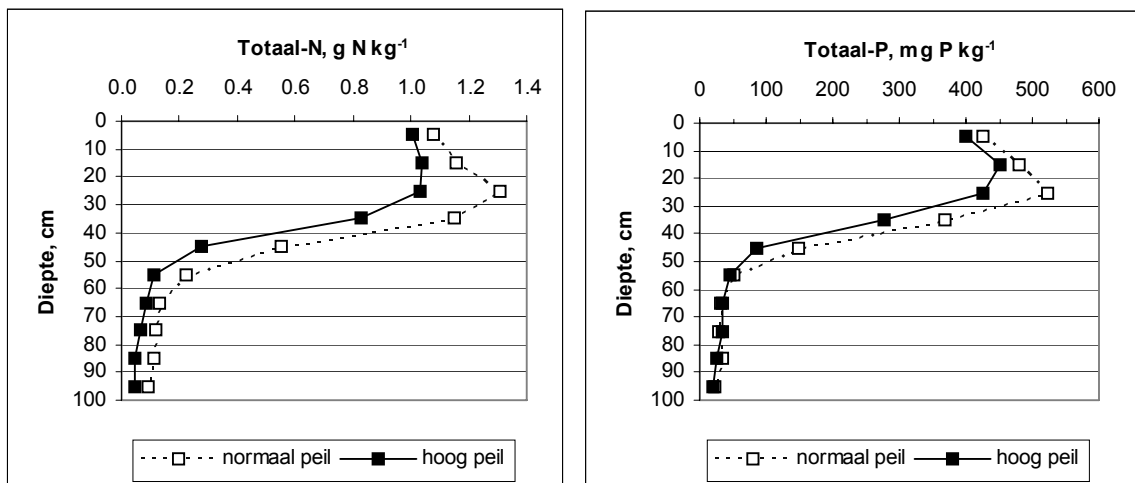 Totaal-N, g N kg-1
0.0 0.2 0.4 0.6 0.8 1.0 1.2 1.4
0
10
20
30
40
50
60
70
80
90
100
Diepte, cm
normaal peil hoog peil
Totaal-P, mg P kg-1
0 100 200 300 400 500 600
0
10
20
30
40
50
60
70
80
90
100
Diepte, cm
normaal peil hoog peil